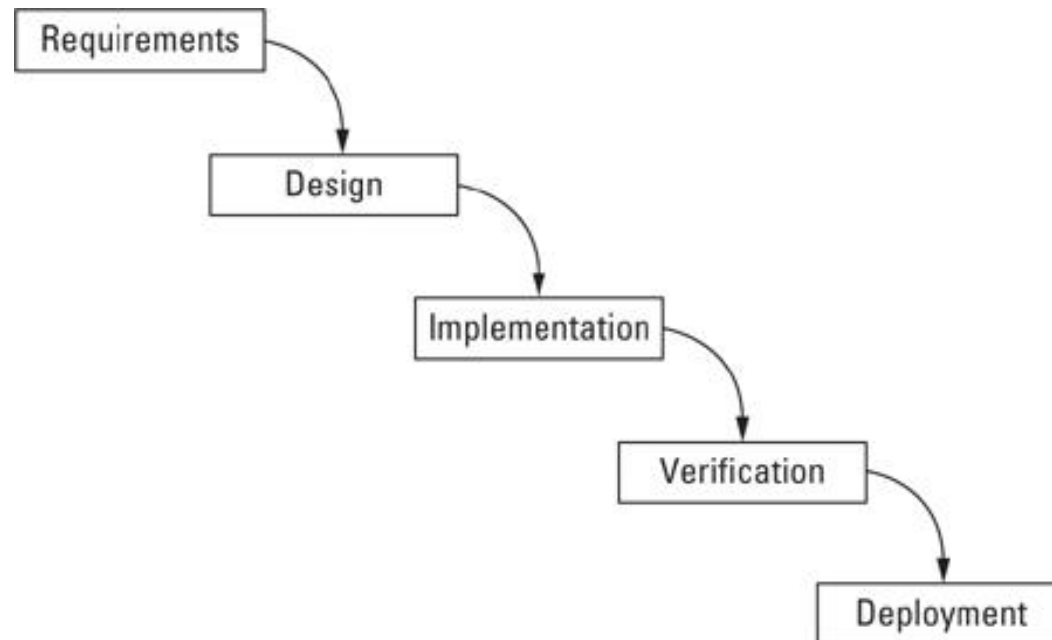 Requirements
Design
Implementation
Verification
Deployment